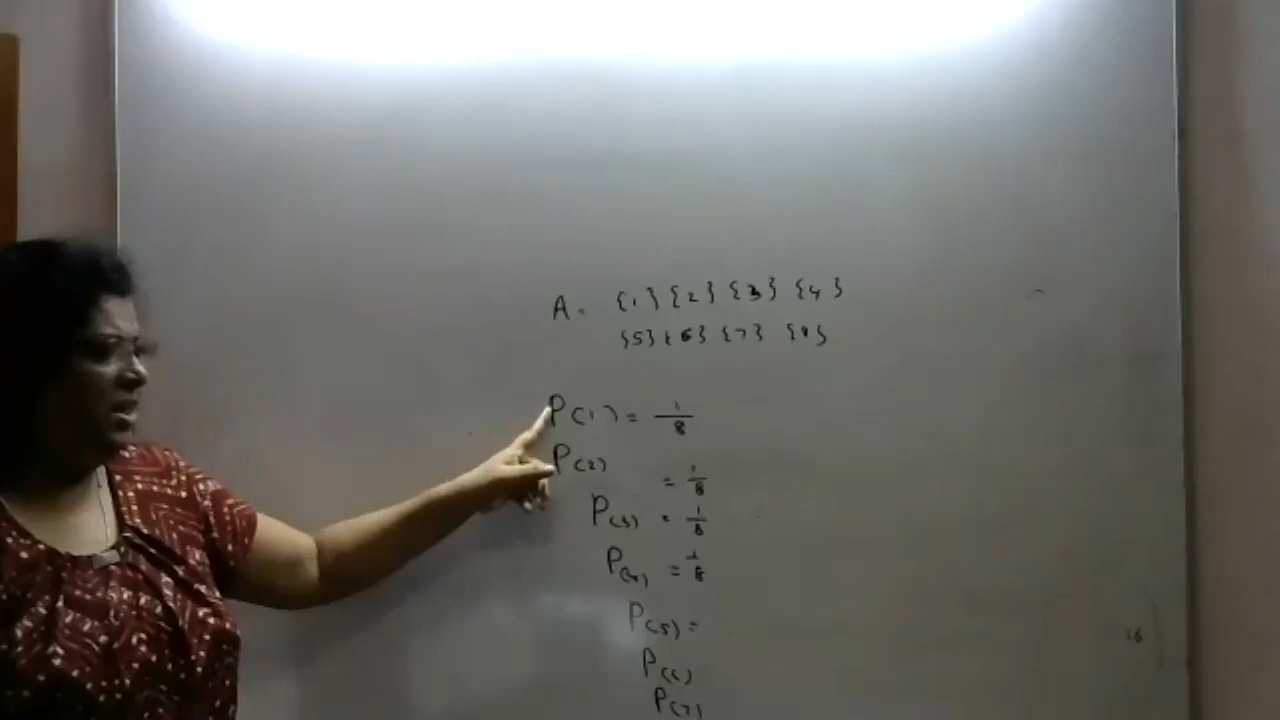 A = {1} {2} {3} {4}
{5} {6} {7} {8}
P(1) = 1/8
P(2) = 1/8
P(3) = 1/8
P(4) = 1/8
P(5) =
P(6)
P(7)
16